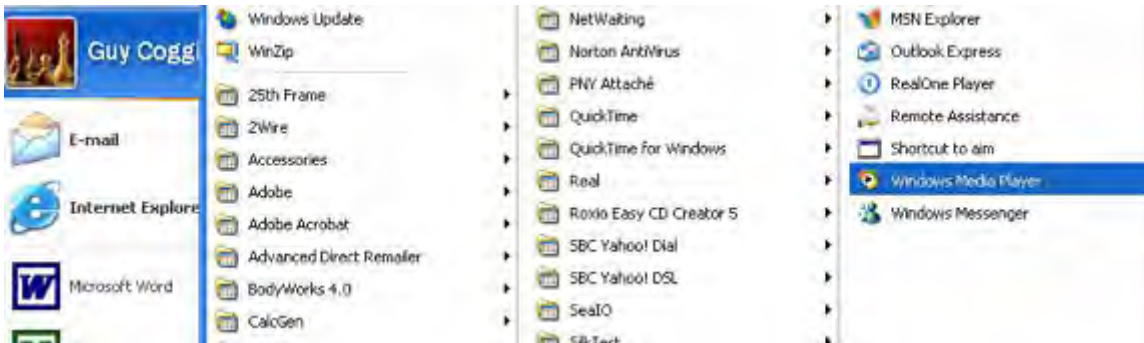 Guy Coggi
E-mail
Internet Explore
Microsoft Word
Windows Update
WinZip
25th Frame
2Wire
Accessories
Adobe
Adobe Acrobat
Advanced Direct Remailer
BodyWorks 4.0
CalcGen
NetWaiting
Norton AntiVirus
PNY Attaché
QuickTime
QuickTime for Windows
Real
Roxio Easy CD Creator 5
SBC Yahoo! Dial
SBC Yahoo! DSL
SeaIO
SilkTest
MSN Explorer
Outlook Express
RealOne Player
Remote Assistance
Shortcut to aim
Windows Media Player
Windows Messenger